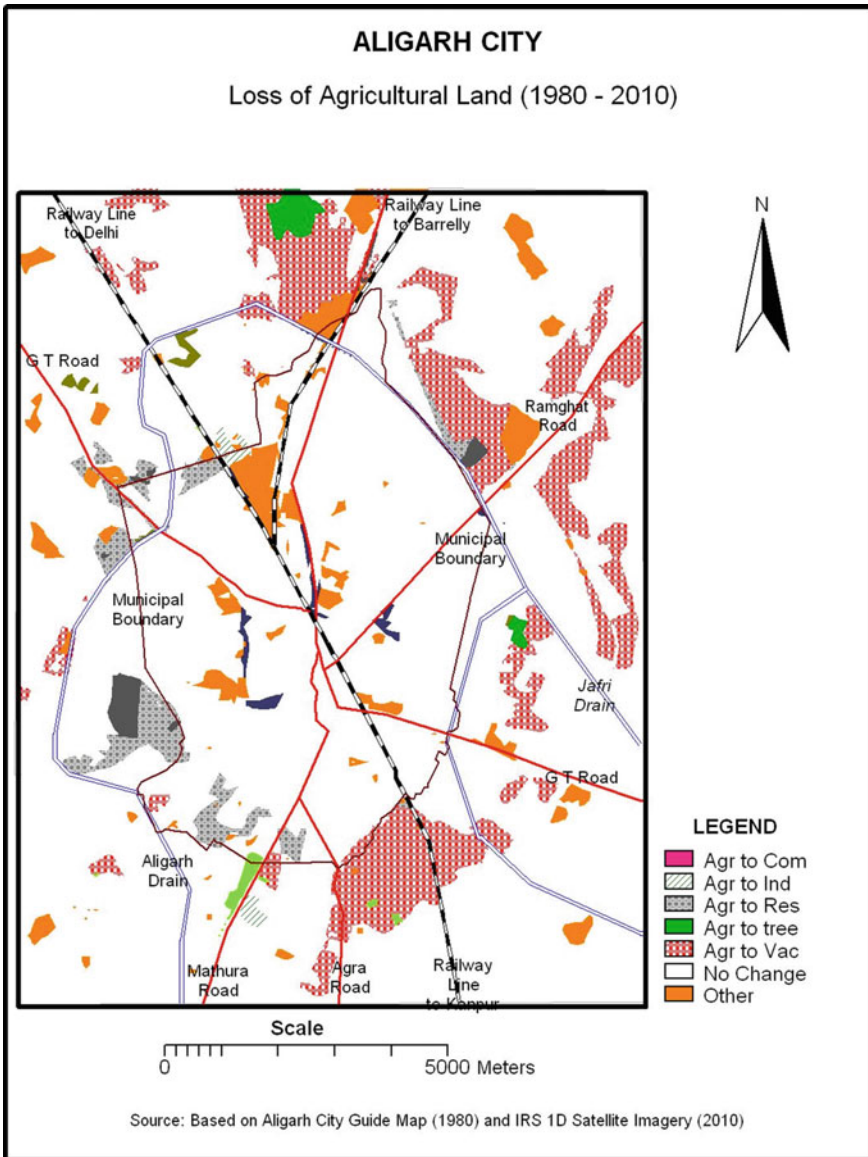 ALIGARH CITY
Loss of Agricultural Land (1980 - 2010)
N
Railway Line
to Delhi
Railway Line
to Barrelly
G T Road
Ramghat
Road
Municipal
Boundary
Municipal
Boundary
Jafri
Drain
G T Road
Aligarh
Drain
Mathura
Road
Agra
Road
Railway
Line
to Kanpur
LEGEND
Agr to Com
Agr to Ind
Agr to Res
Agr to tree
Agr to Vac
No Change
Other
Scale
0 5000 Meters
Source: Based on Aligarh City Guide Map (1980) and IRS 1D Satellite Imagery (2010)